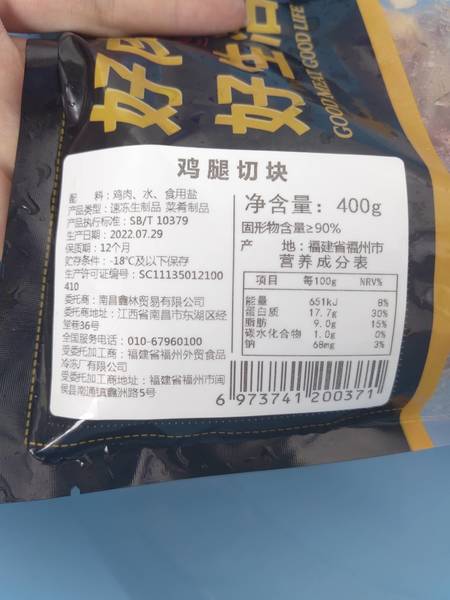 好肉
好生活
GOOD MEAT GOOD LIFE
鸡腿切块
配 料：鸡肉、水、食用盐
产品类型：速冻生制品 菜肴制品
产品执行标准：SB/T 10379
生产日期：2022.07.29
保质期：12个月
贮存条件：-18℃及以下保存
生产许可证编号：SC11135012100
410
委托商：南昌鑫林贸易有限公司
委托商地址：江西省南昌市东湖区经
堂巷36号
全国服务电话：010-67960100
受委托加工商：福建省福州外贸食品
冷冻厂有限公司
受委托加工商地址：福建省福州市闽
侯县南通镇鑫洲路5号
净含量：400g
固形物含量≥90%
产 地：福建省福州市
营养成分表
项目 每100g NRV%
能量 651kJ 8%
蛋白质 17.7g 30%
脂肪 9.0g 15%
碳水化合物 1.0g 0%
钠 68mg 3%
6 973741 200371